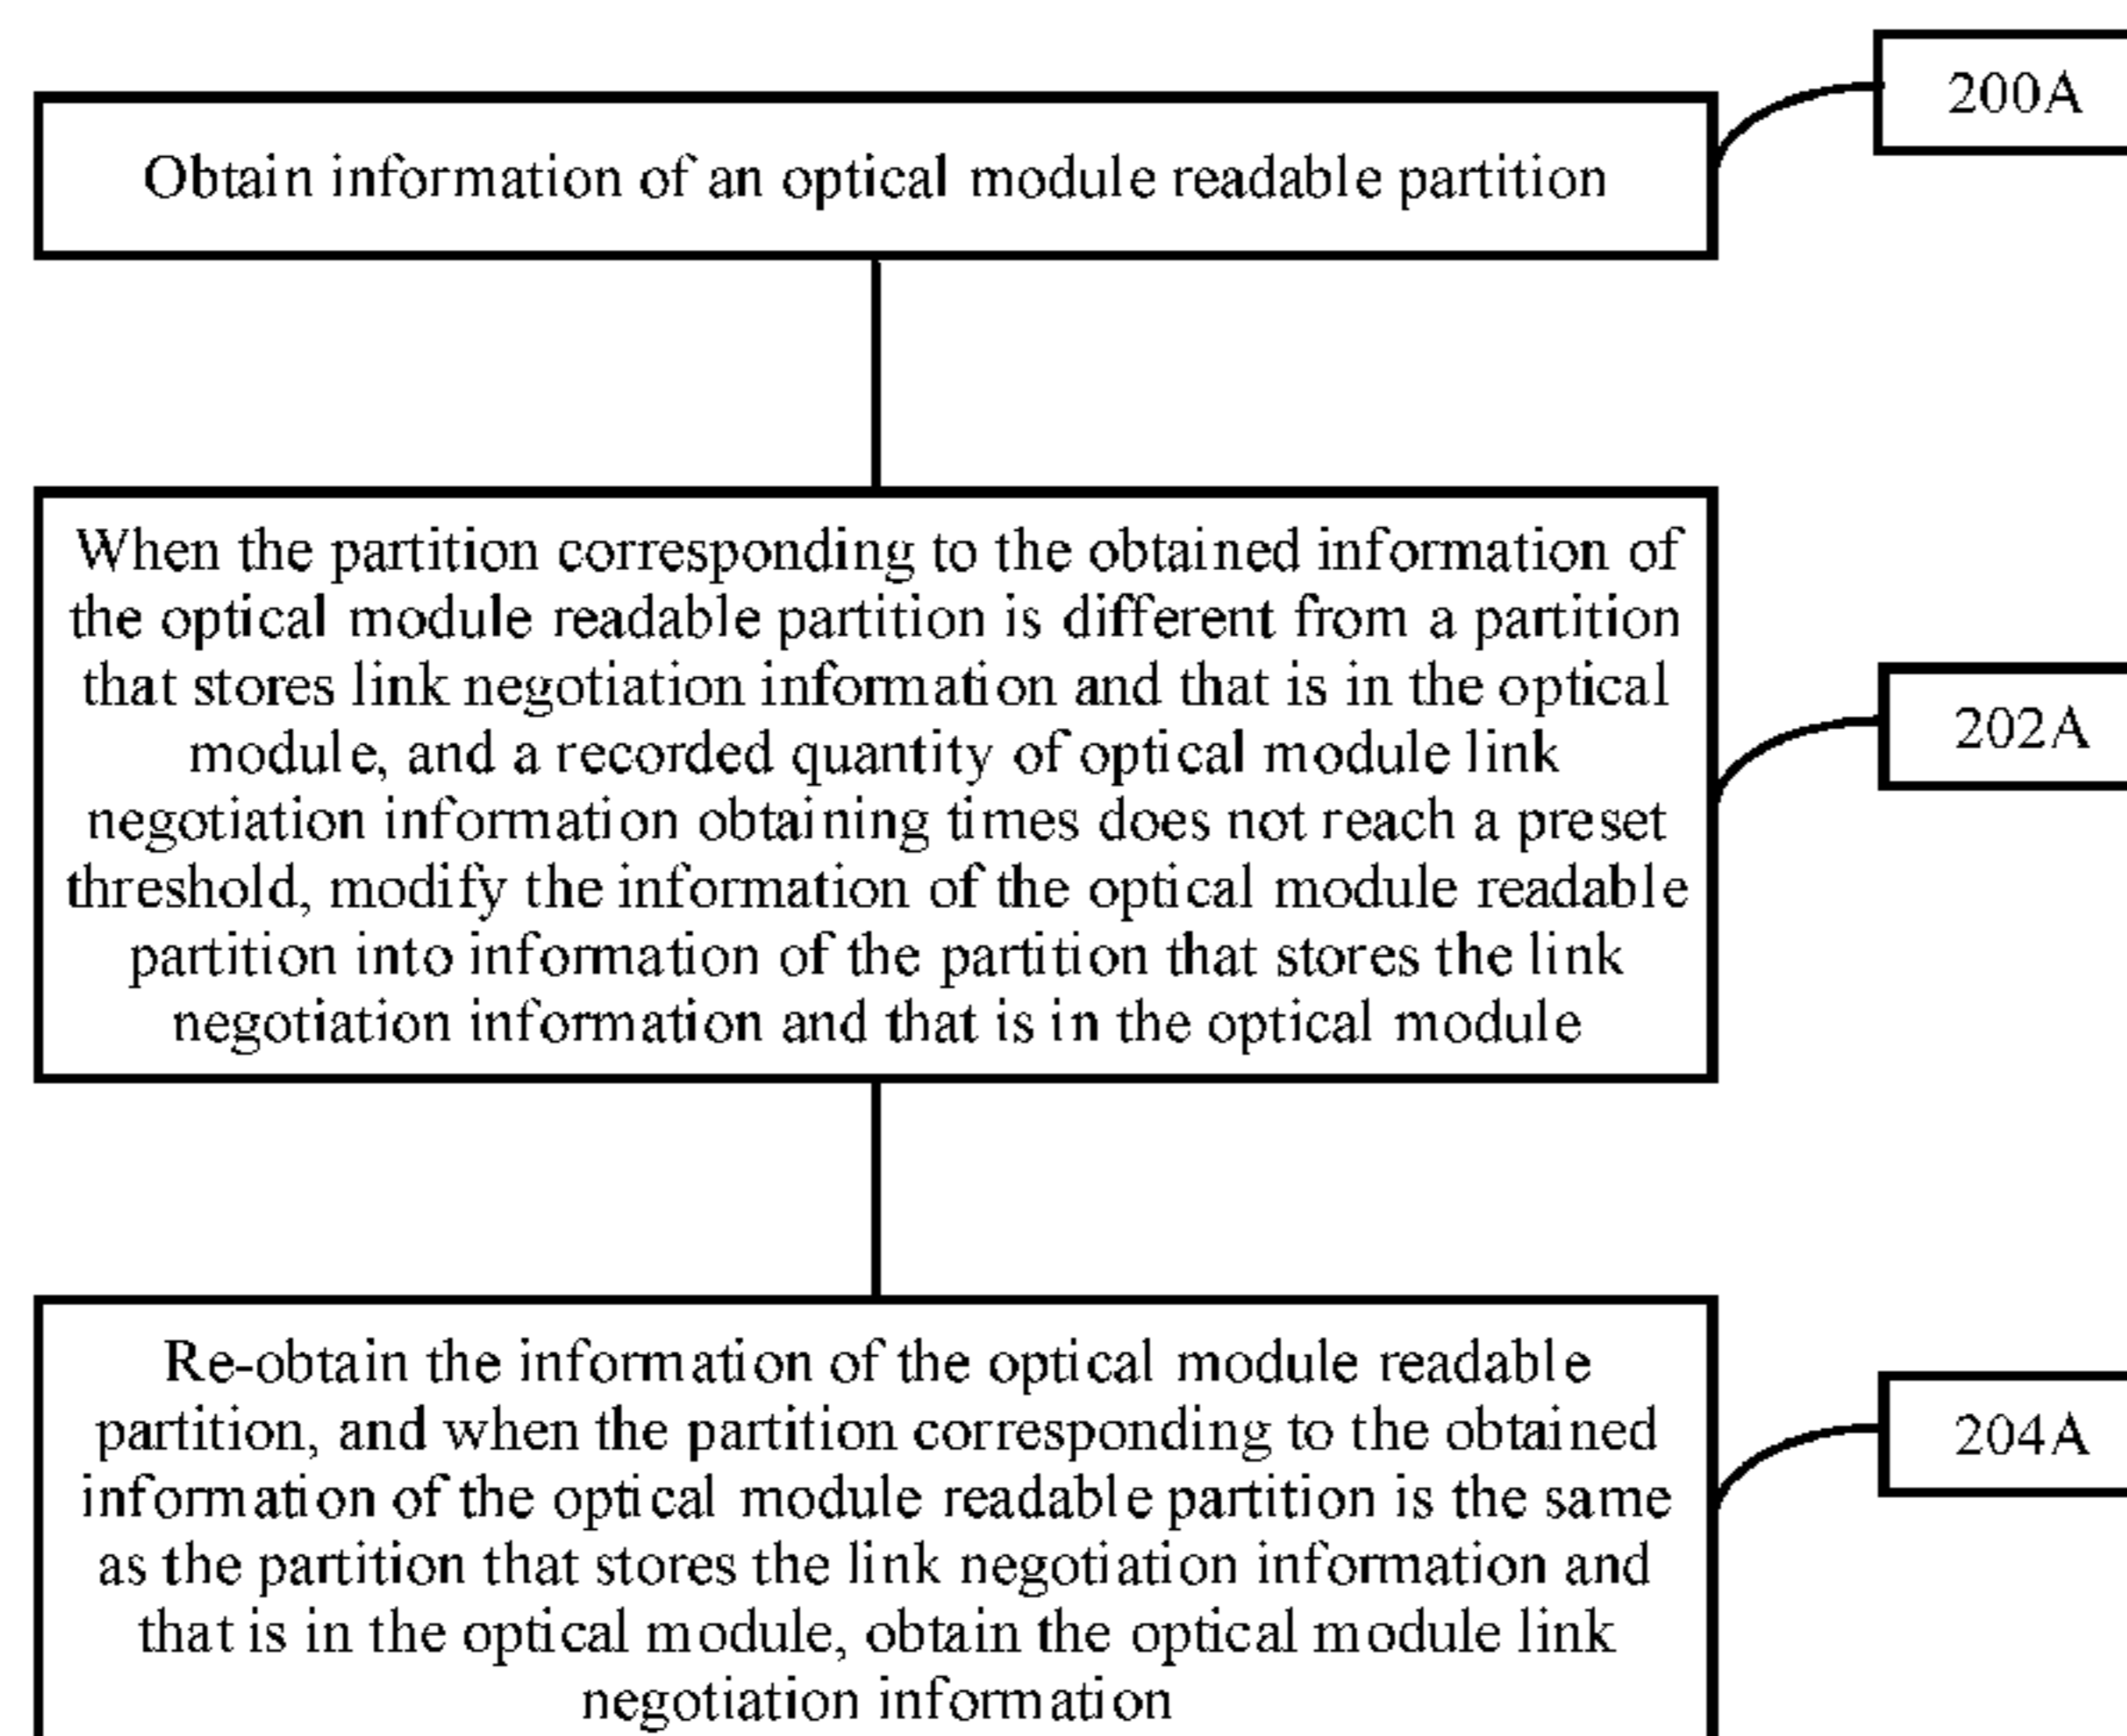 200A
Obtain information of an optical module readable partition
When the partition corresponding to the obtained information of
the optical module readable partition is different from a partition
that stores link negotiation information and that is in the optical
module, and a recorded quantity of optical module link
negotiation information obtaining times does not reach a preset
threshold, modify the information of the optical module readable
partition into information of the partition that stores the link
negotiation information and that is in the optical module
202A
Re-obtain the information of the optical module readable
partition, and when the partition corresponding to the obtained
information of the optical module readable partition is the same
as the partition that stores the link negotiation information and
that is in the optical module, obtain the optical module link
negotiation information
204A